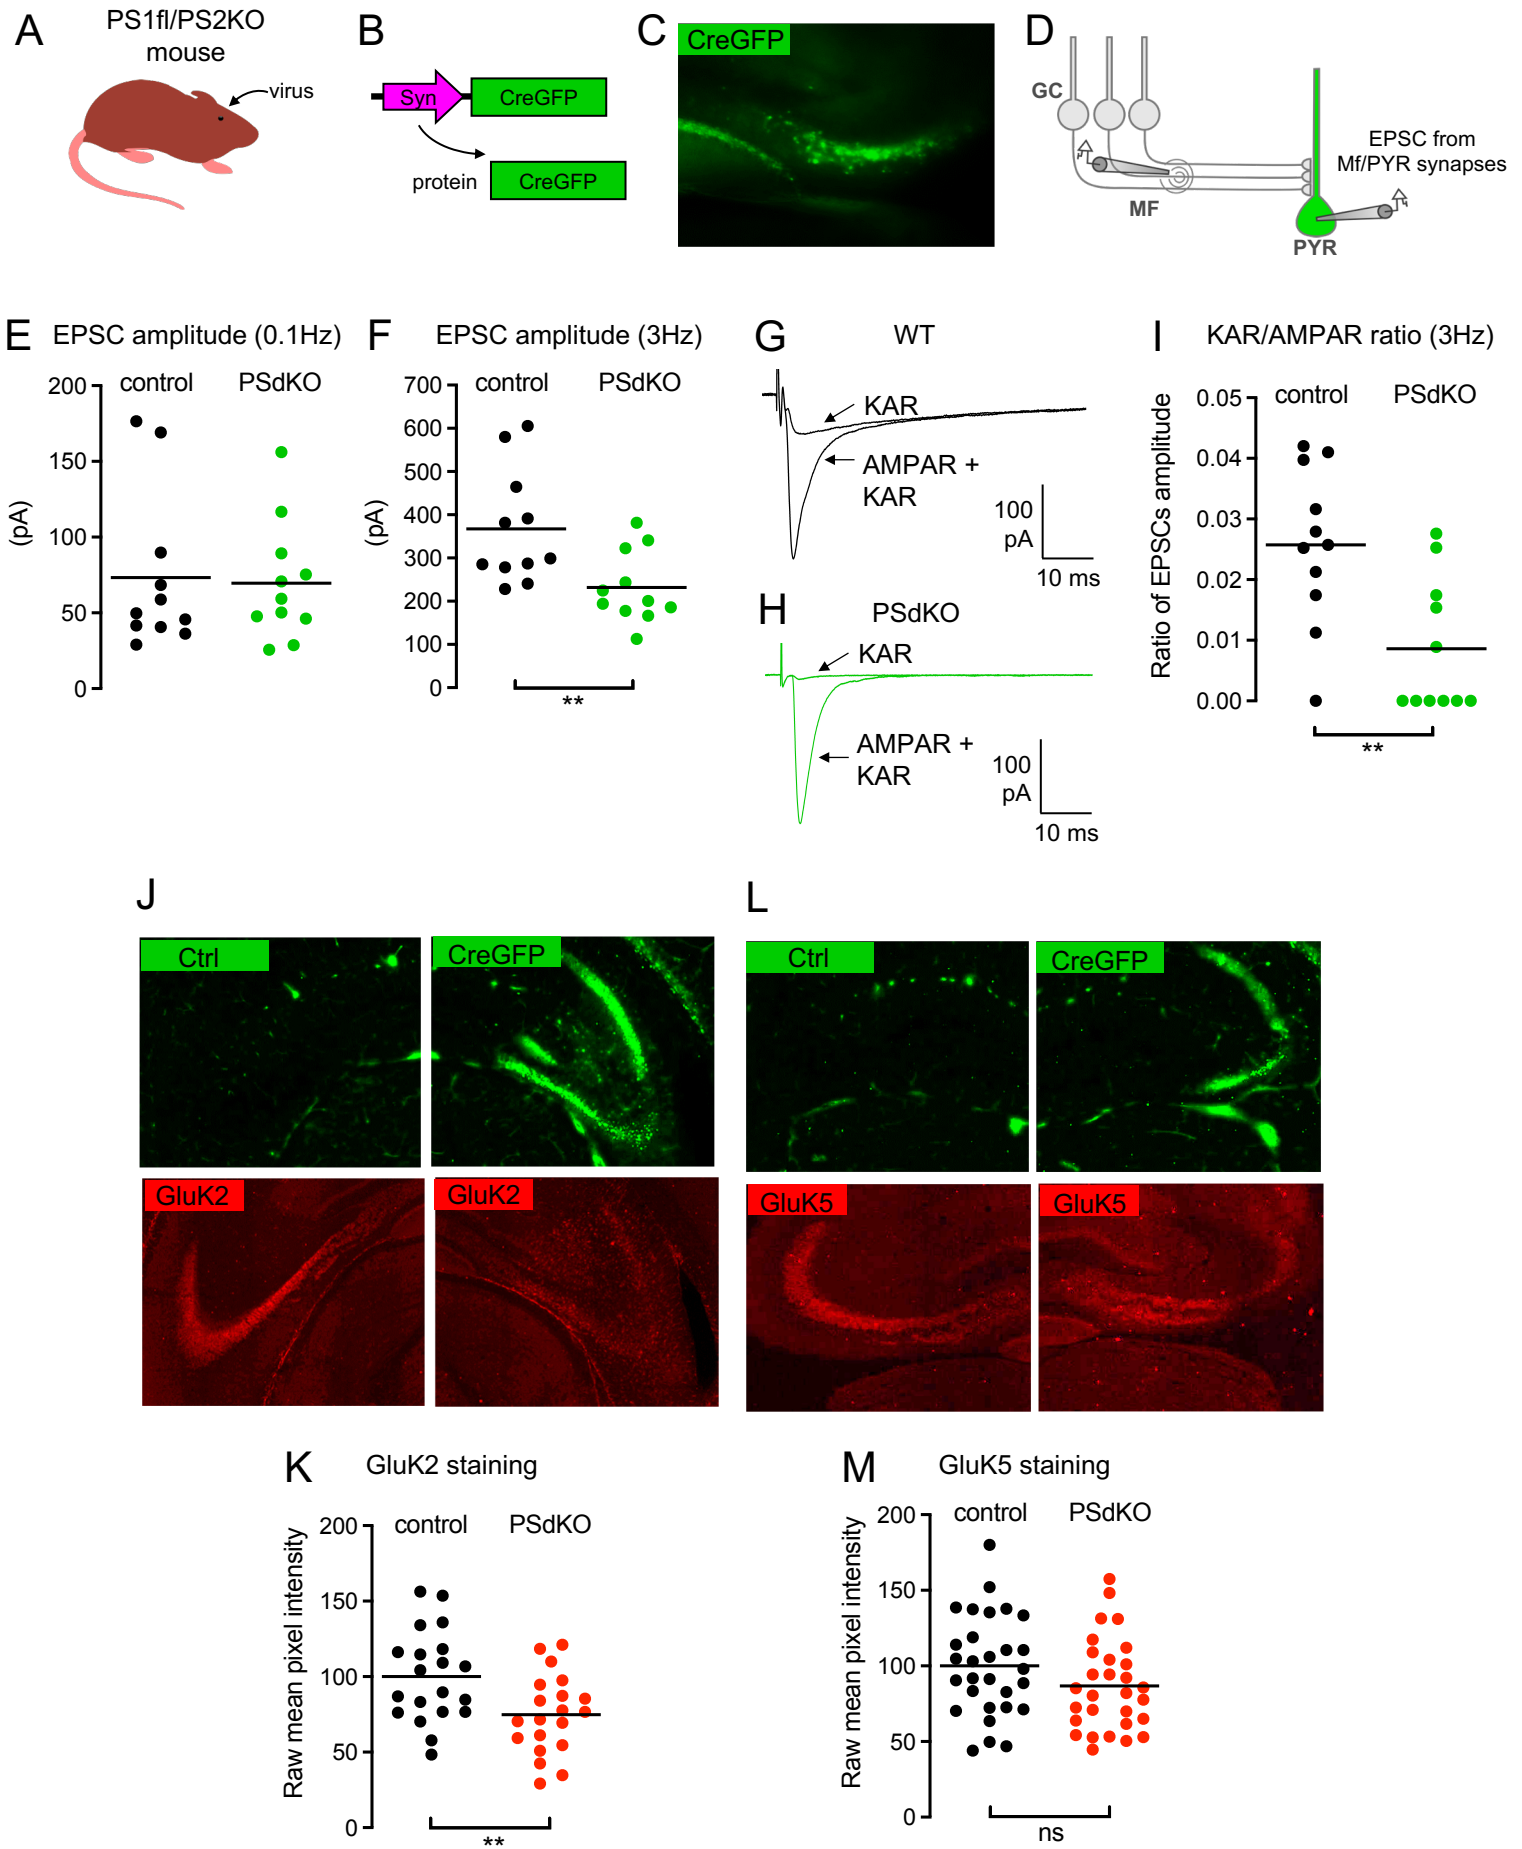 A
PS1fl/PS2KO
mouse
virus
B
Syn
CreGFP
protein
CreGFP
C
CreGFP
D
GC
MF
PYR
EPSC from
Mf/PYR synapses
E
EPSC amplitude (0.1Hz)
control
PSdKO
(pA)
200
150
100
50
0
F
EPSC amplitude (3Hz)
control
PSdKO
(pA)
700
600
500
400
300
200
100
0
**
G
WT
KAR
AMPAR +
KAR
100
pA
10 ms
H
PSdKO
KAR
AMPAR +
KAR
100
pA
10 ms
I
KAR/AMPAR ratio (3Hz)
control
PSdKO
Ratio of EPSCs amplitude
0.05
0.04
0.03
0.02
0.01
0.00
**
J
Ctrl
CreGFP
GluK2
GluK2
L
Ctrl
CreGFP
GluK5
GluK5
K
GluK2 staining
control
PSdKO
Raw mean pixel intensity
200
150
100
50
0
**
M
GluK5 staining
control
PSdKO
Raw mean pixel intensity
200
150
100
50
0
ns